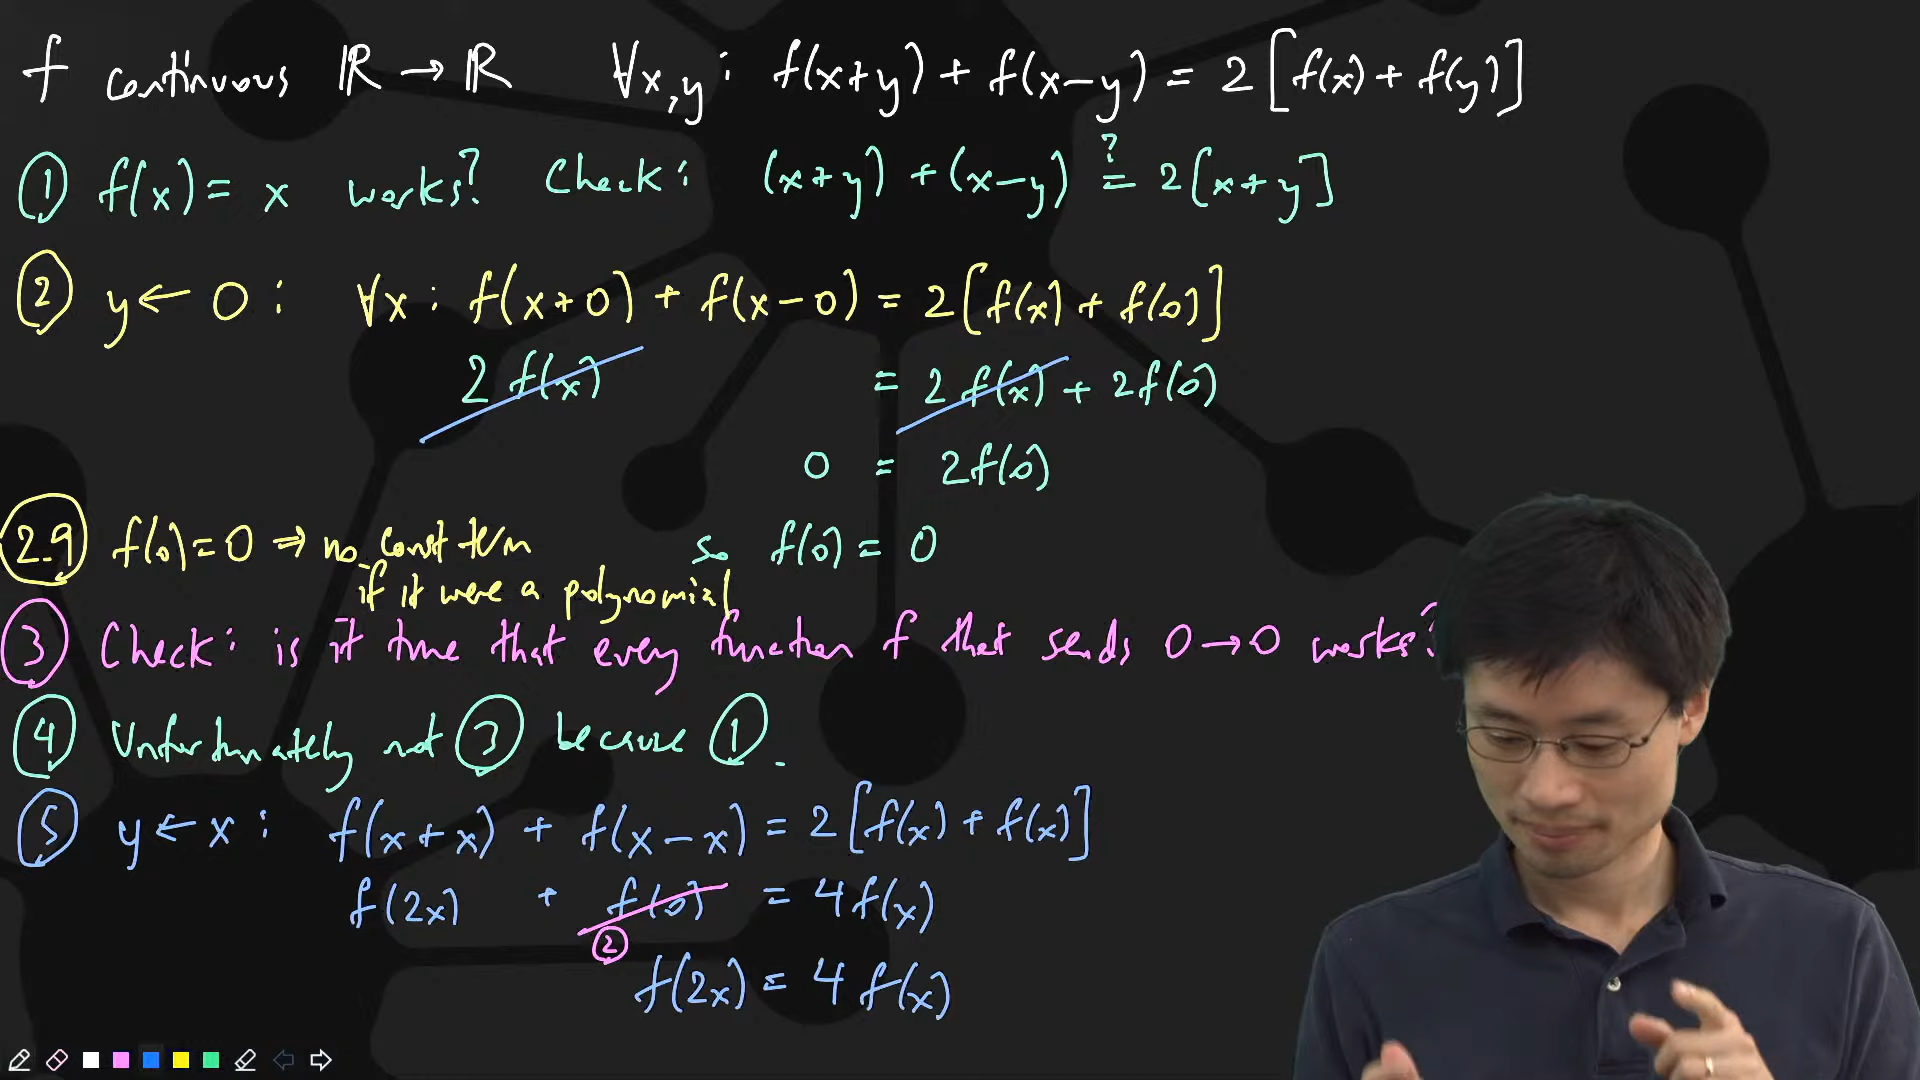 f continuous ℝ → ℝ ∀x,y: f(x+y) + f(x−y) = 2[f(x) + f(y)]
① f(x) = x works? Check: (x+y) + (x−y) ≟ 2[x+y]
② y ← 0: ∀x: f(x+0) + f(x−0) = 2[f(x) + f(0)]
2 f(x) = 2 f(x) + 2f(0)
0 = 2f(0)
2.9 f(0) = 0 ⇒ no const term so f(0) = 0
if it were a polynomial
③ Check: is it true that every function f that sends 0→0 works?
④ Unfortunately not ③ because ①.
⑤ y ← x: f(x+x) + f(x−x) = 2[f(x) + f(x)]
f(2x) + f(0) = 4f(x)
②
f(2x) = 4 f(x)